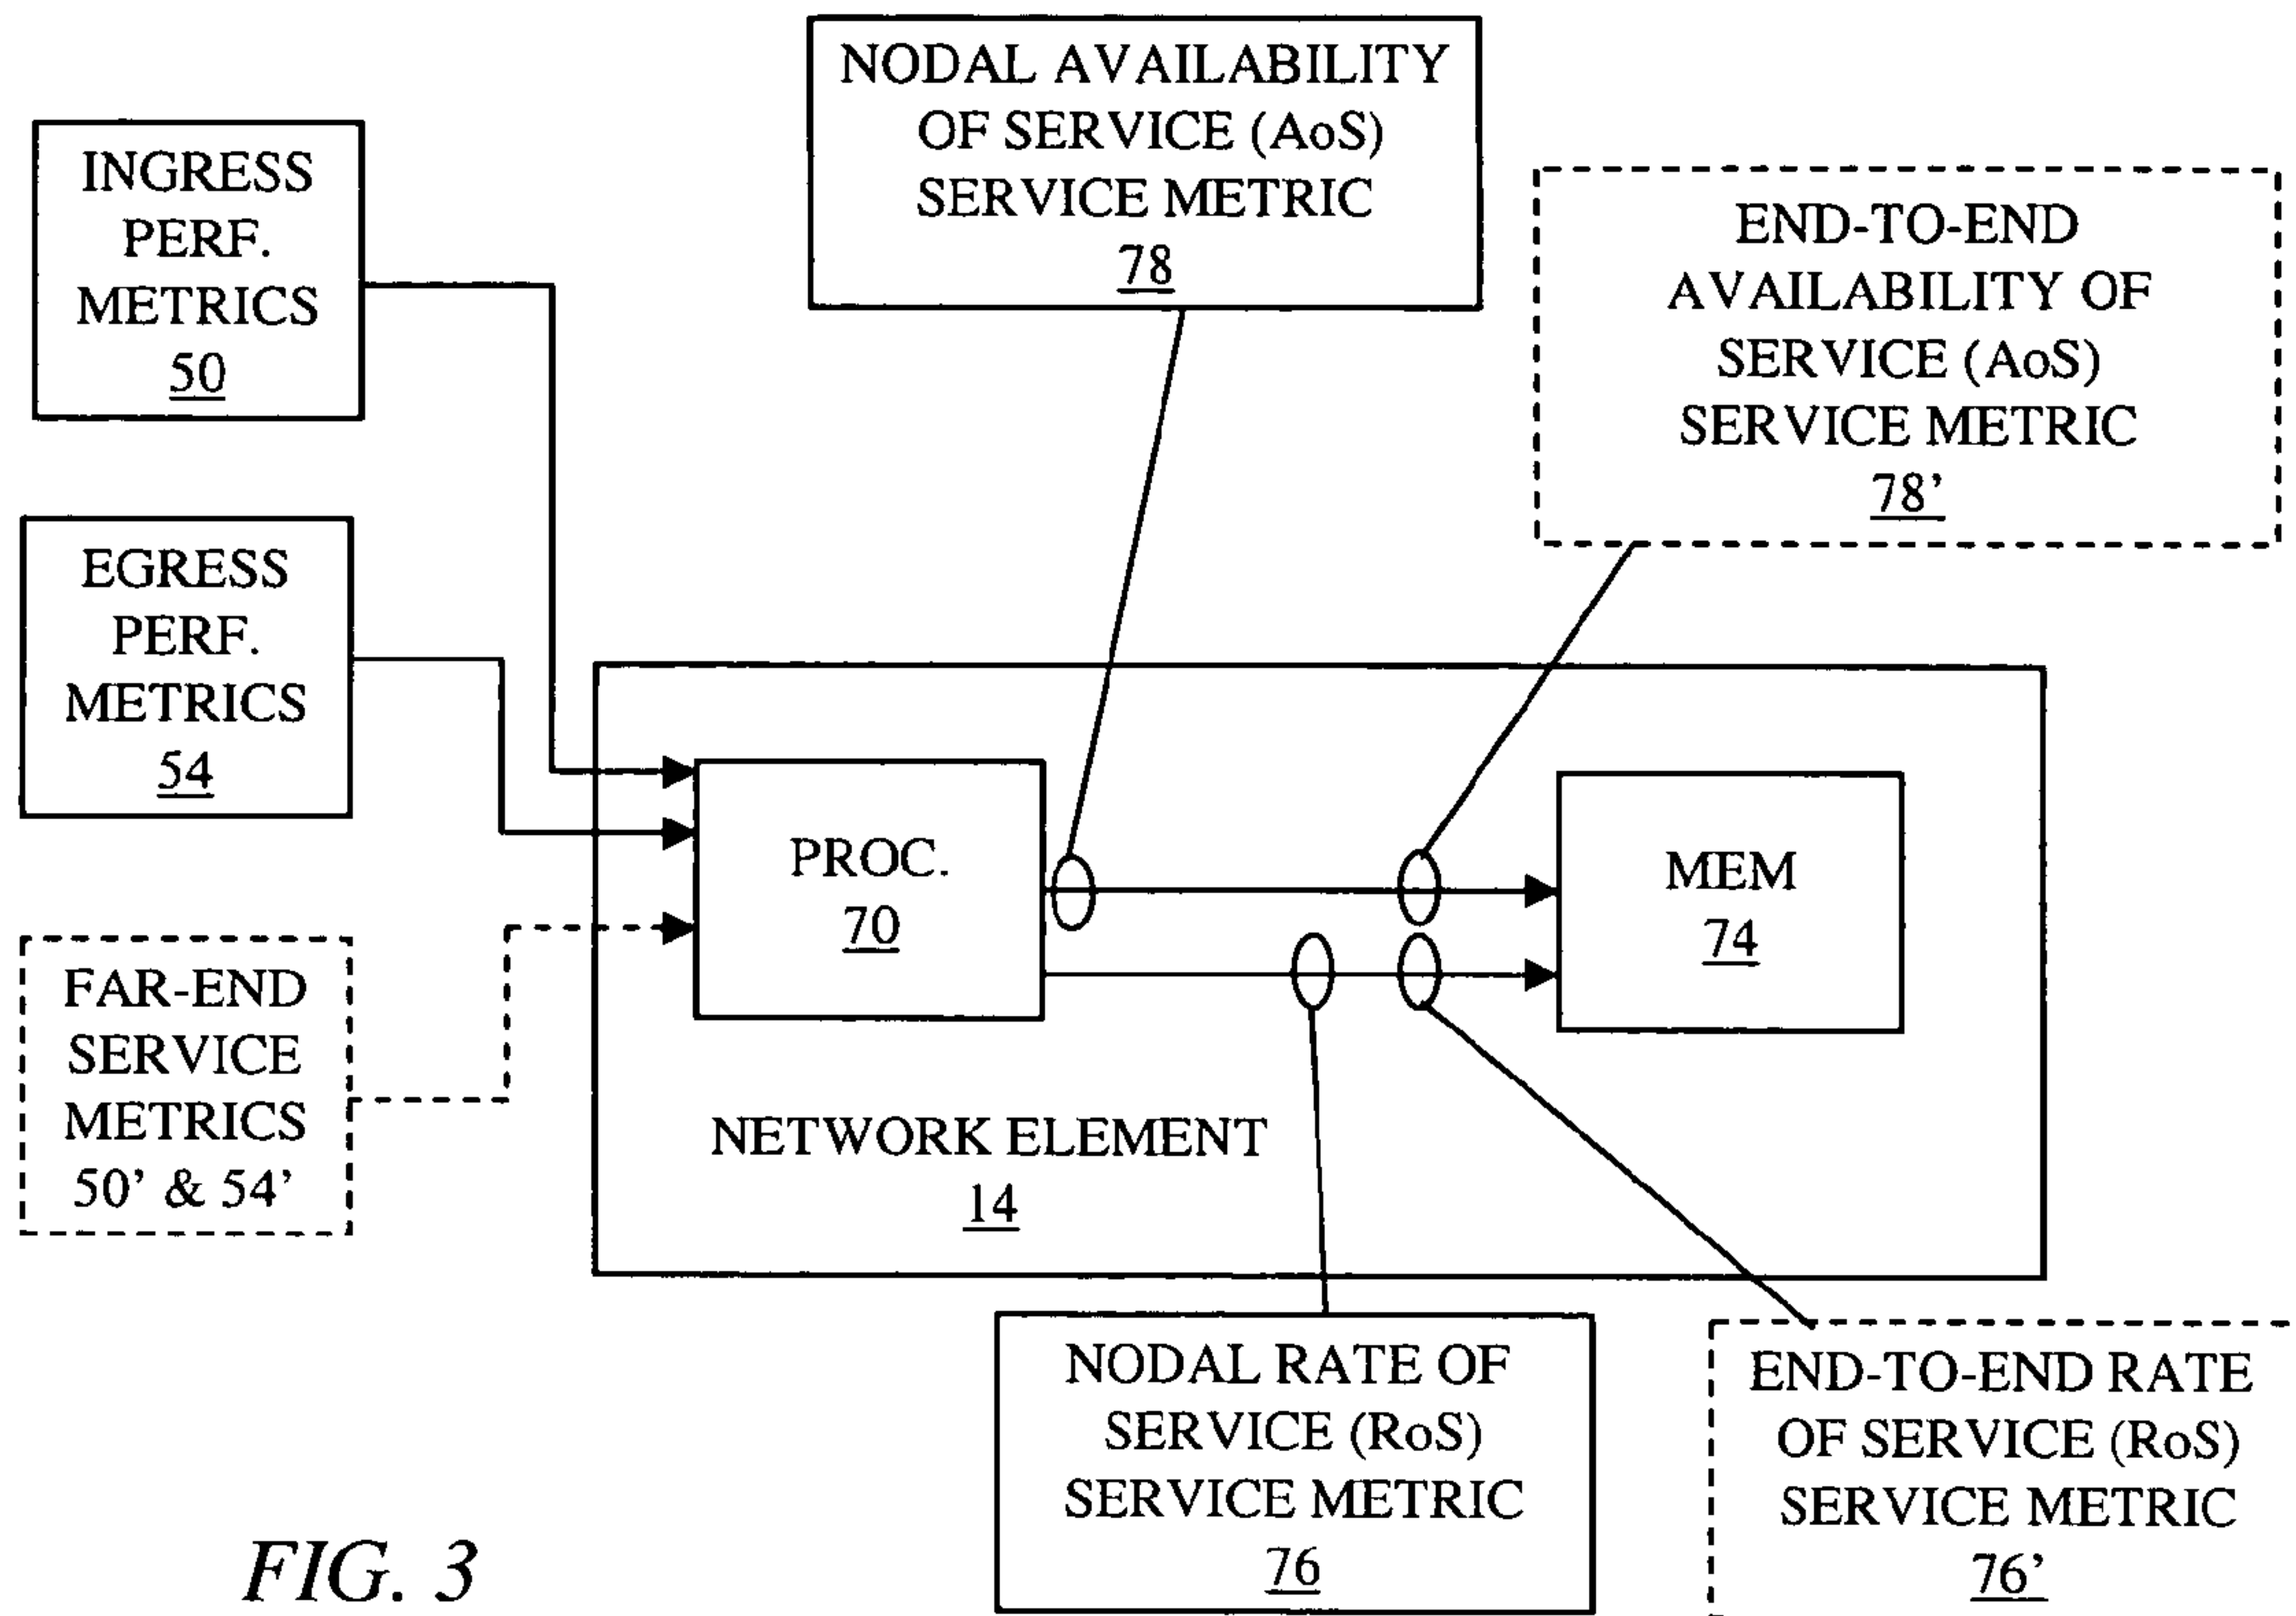 NODAL AVAILABILITY
OF SERVICE (AoS)
SERVICE METRIC
78
INGRESS
PERF.
METRICS
50
END-TO-END
AVAILABILITY OF
SERVICE (AoS)
SERVICE METRIC
78’
EGRESS
PERF.
METRICS
54
PROC.
70
MEM
74
FAR-END
SERVICE
METRICS
50’ & 54’
NETWORK ELEMENT
14
NODAL RATE OF
SERVICE (RoS)
SERVICE METRIC
76
END-TO-END RATE
OF SERVICE (RoS)
SERVICE METRIC
76’
FIG. 3